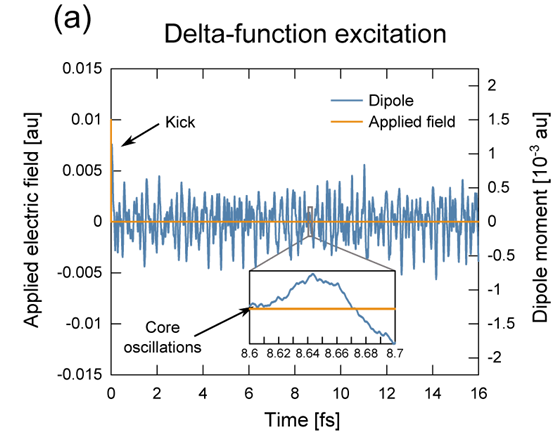 (a)
Delta-function excitation
0.015
0.01
0.005
0
-0.005
-0.01
-0.015
Applied electric field [au]
Kick
Dipole
Applied field
2
1.5
1
0.5
0
-0.5
-1
-1.5
-2
Dipole moment [10⁻³ au]
Core
oscillations
8.6 8.62 8.64 8.66 8.68 8.7
0 2 4 6 8 10 12 14 16
Time [fs]